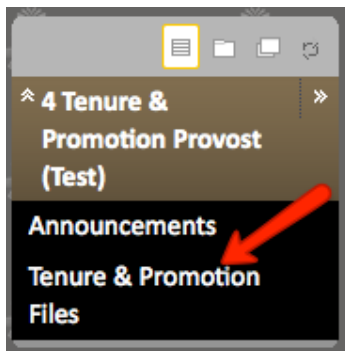 4 Tenure &
Promotion Provost
(Test)
Announcements
Tenure & Promotion
Files